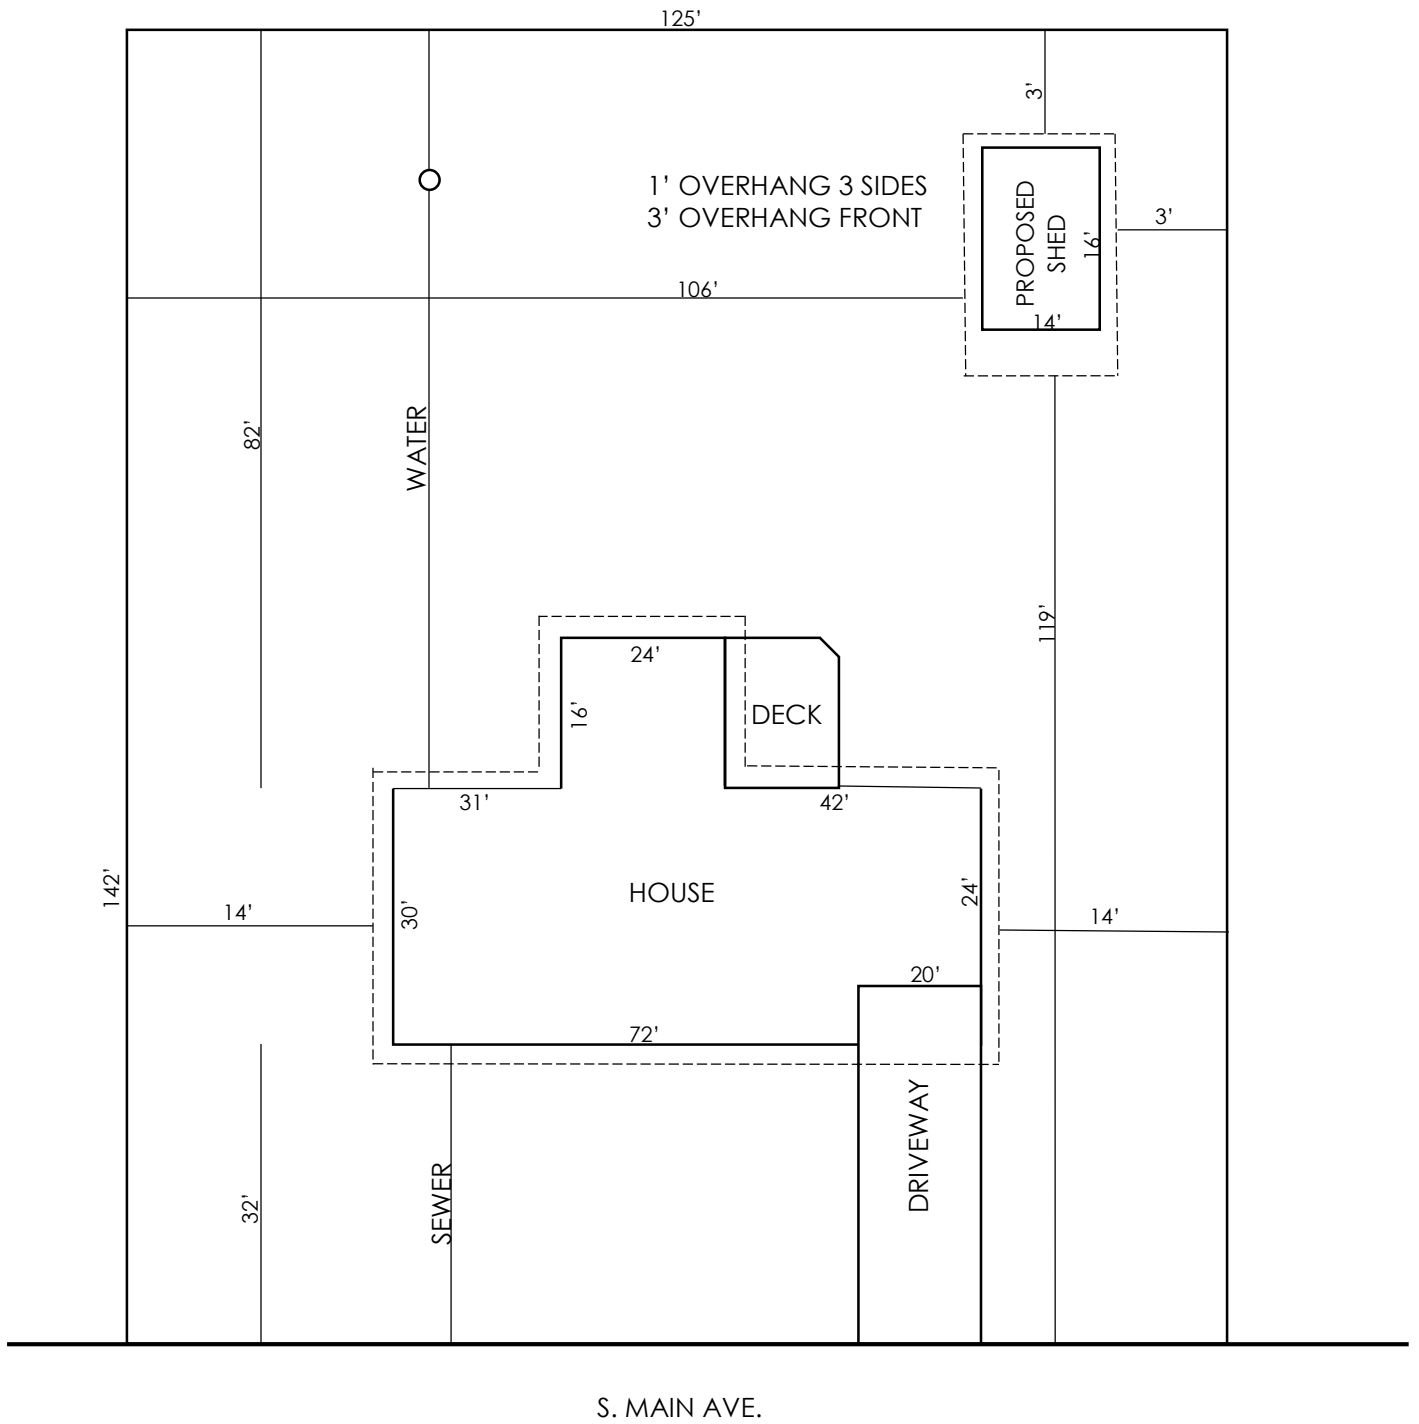 125’
3’
1’ OVERHANG 3 SIDES
3’ OVERHANG FRONT
PROPOSED
SHED
16’
14’
3’
106’
82’
WATER
119’
24’
16’
DECK
31’
42’
142’
14’
30’
HOUSE
24’
14’
20’
72’
32’
SEWER
DRIVEWAY
S. MAIN AVE.